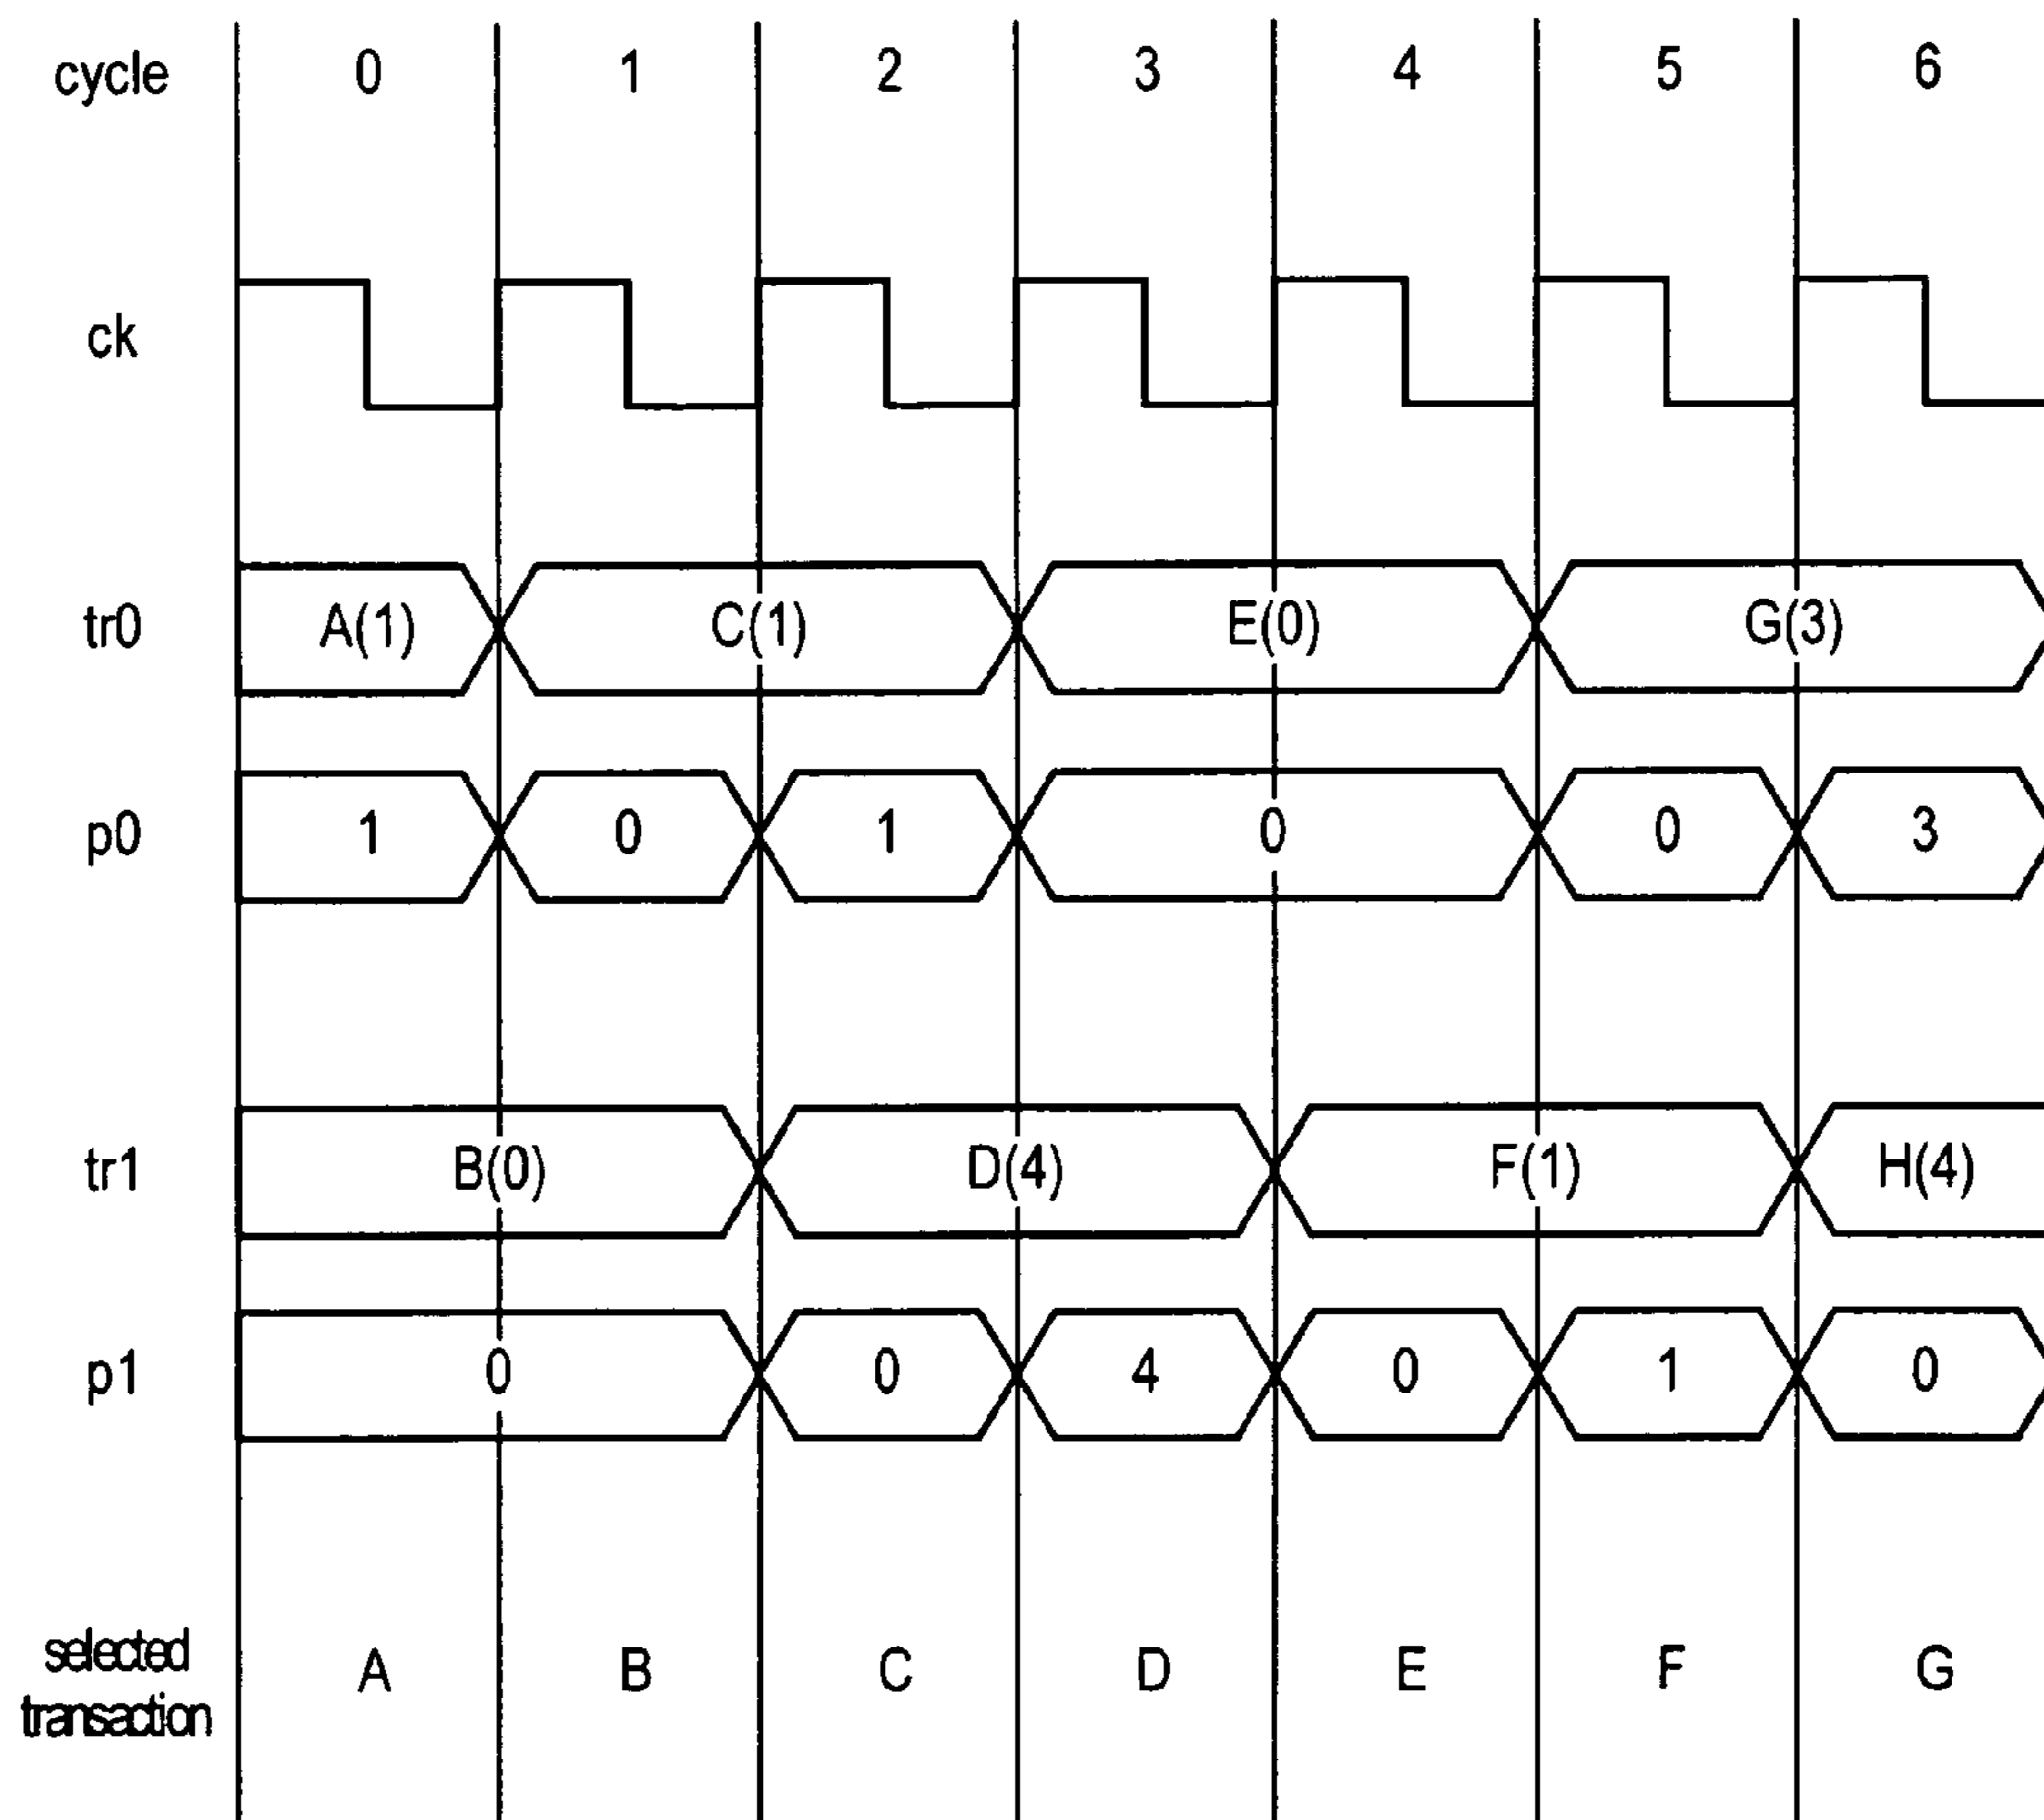 cycle 0 1 2 3 4 5 6
ck
tr0 A(1) C(1) E(0) G(3)
p0 1 0 1 0 0 3
tr1 B(0) D(4) F(1) H(4)
p1 0 0 4 0 1 0
selected
transaction A B C D E F G